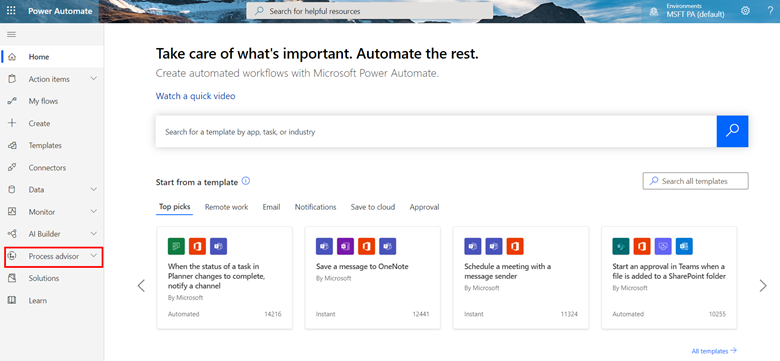 Power Automate
Search for helpful resources
Environments
MSFT PA (default)
?
Home
Action items
My flows
Create
Templates
Connectors
Data
Monitor
AI Builder
Process advisor
Solutions
Learn
Take care of what's important. Automate the rest.
Create automated workflows with Microsoft Power Automate.
Watch a quick video
Search for a template by app, task, or industry
Start from a template
Search all templates
Top picks
Remote work
Email
Notifications
Save to cloud
Approval
When the status of a task in
Planner changes to complete,
notify a channel
By Microsoft
Automated
14216
Save a message to OneNote
By Microsoft
Instant
12441
Schedule a meeting with a
message sender
By Microsoft
Instant
11324
Start an approval in Teams when a
file is added to a SharePoint folder
By Microsoft
Automated
10255
All templates